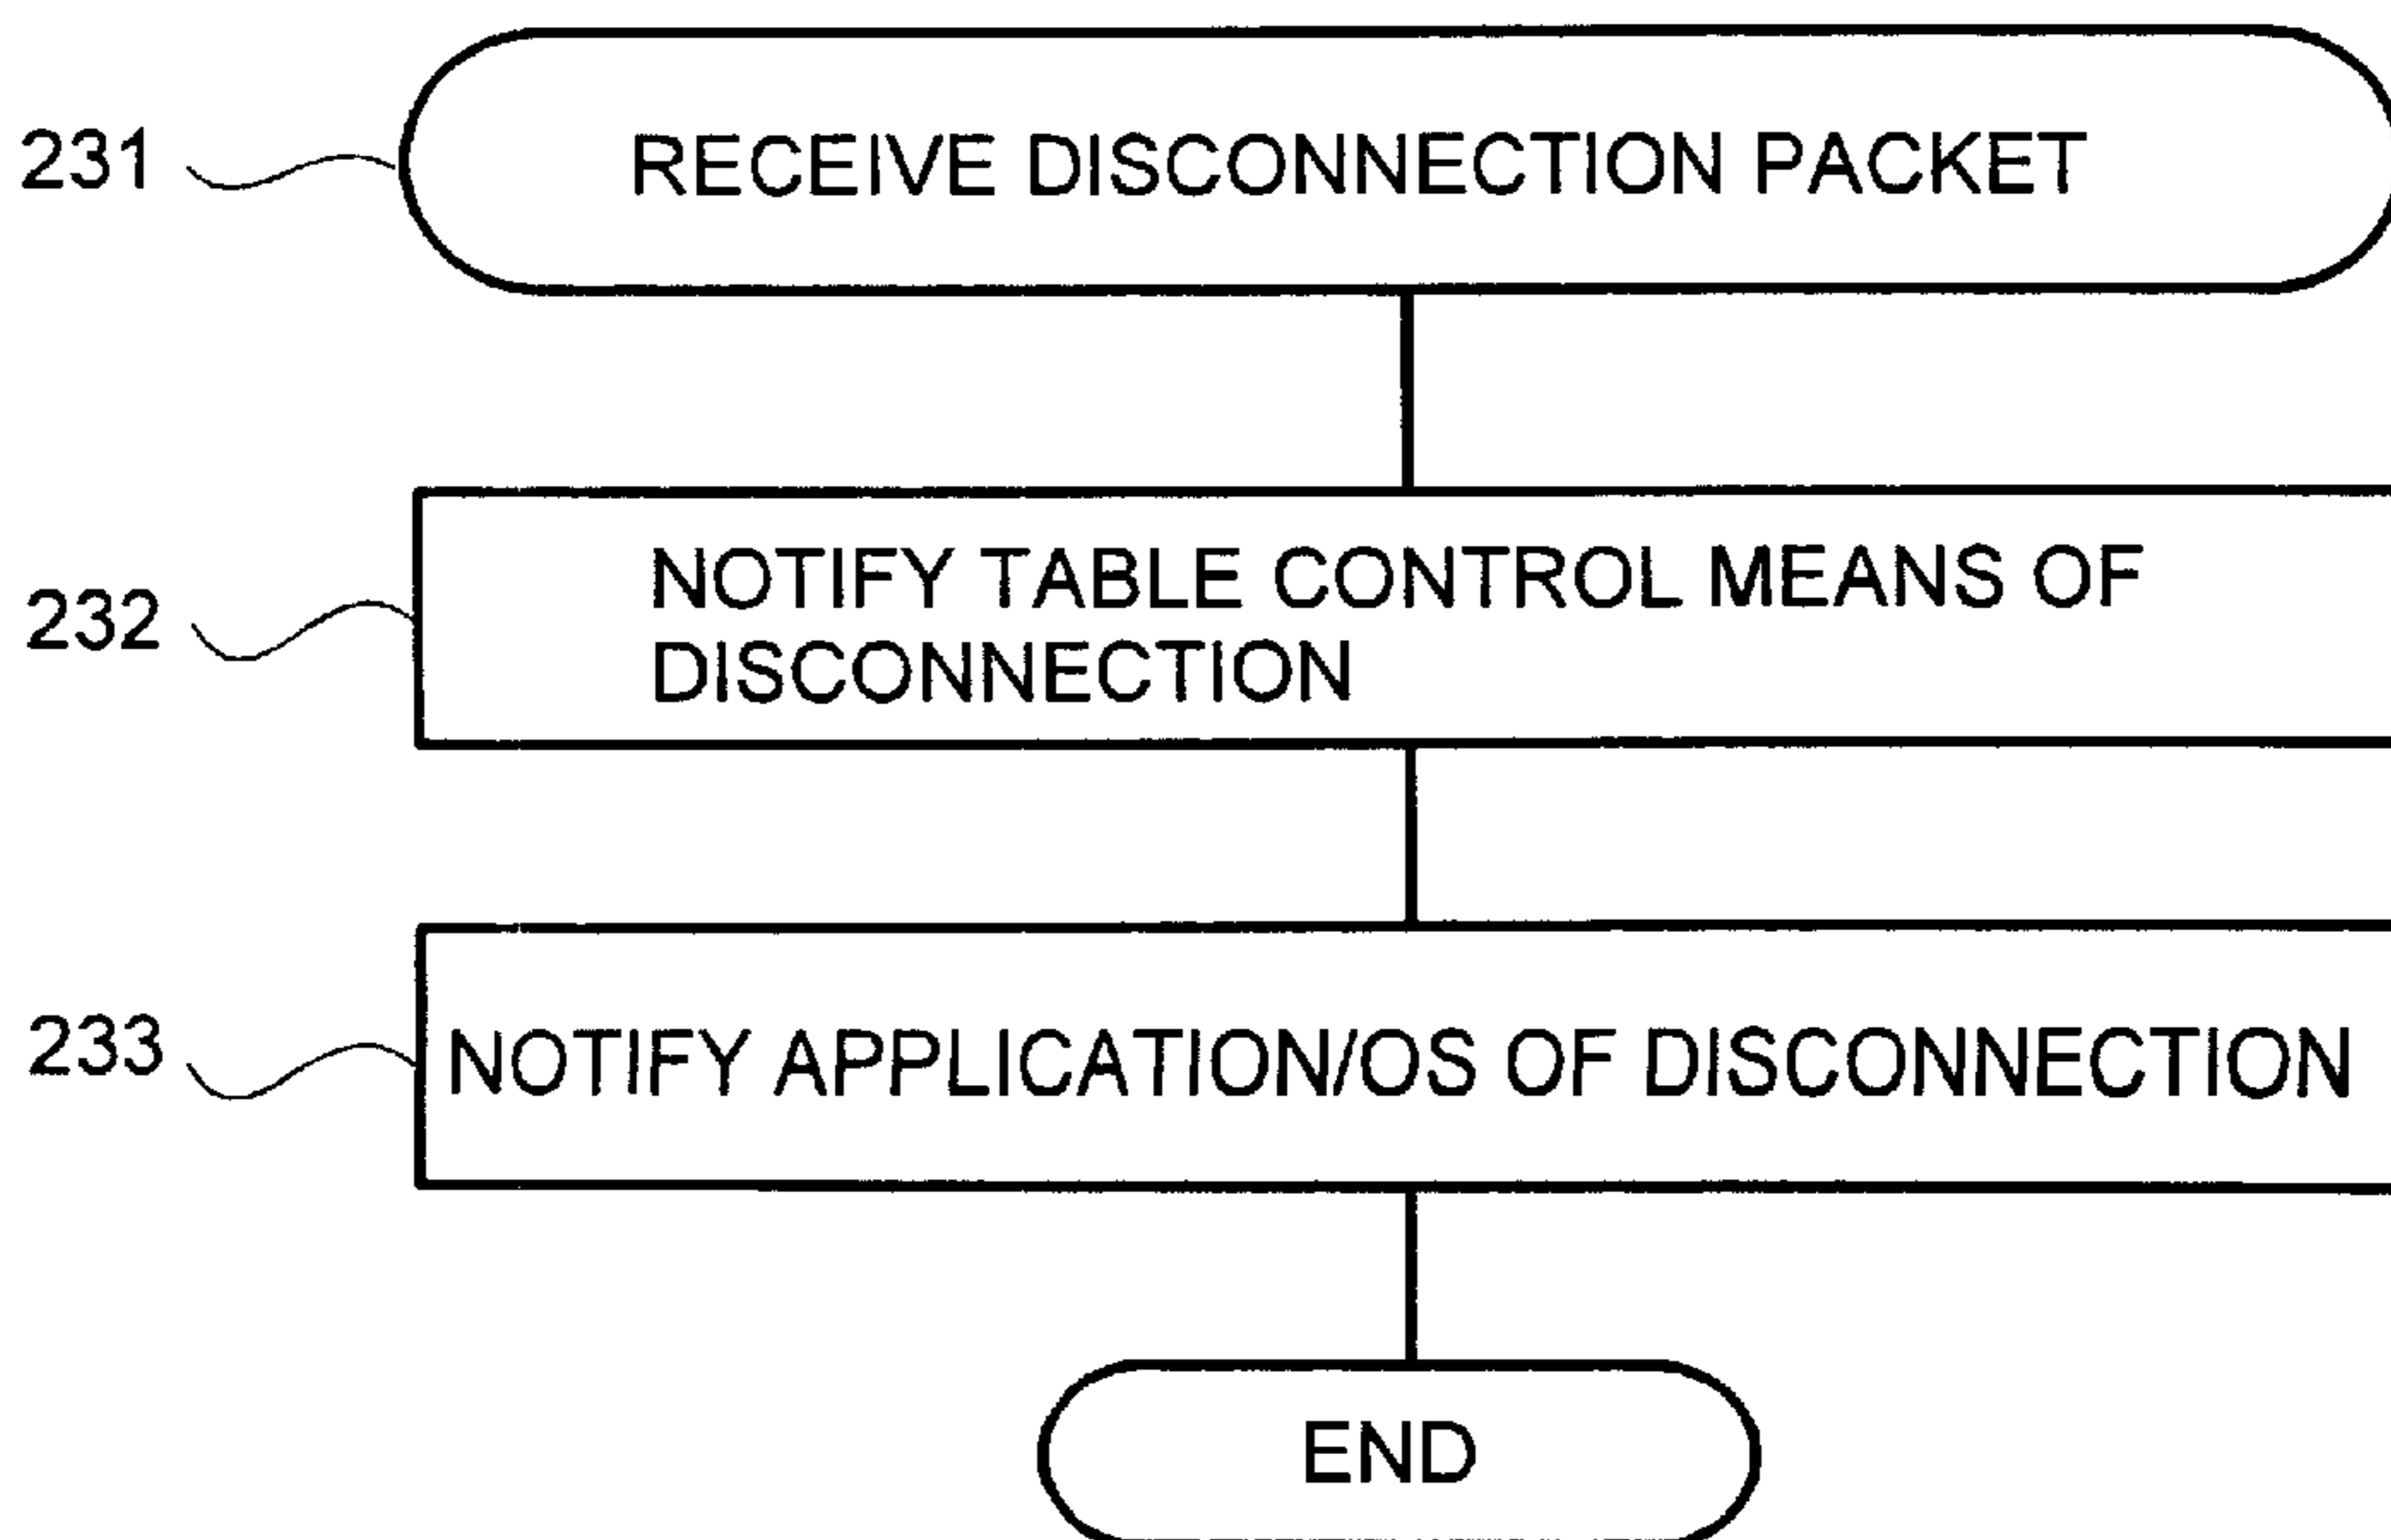 231
RECEIVE DISCONNECTION PACKET
232
NOTIFY TABLE CONTROL MEANS OF
DISCONNECTION
233
NOTIFY APPLICATION/OS OF DISCONNECTION
END